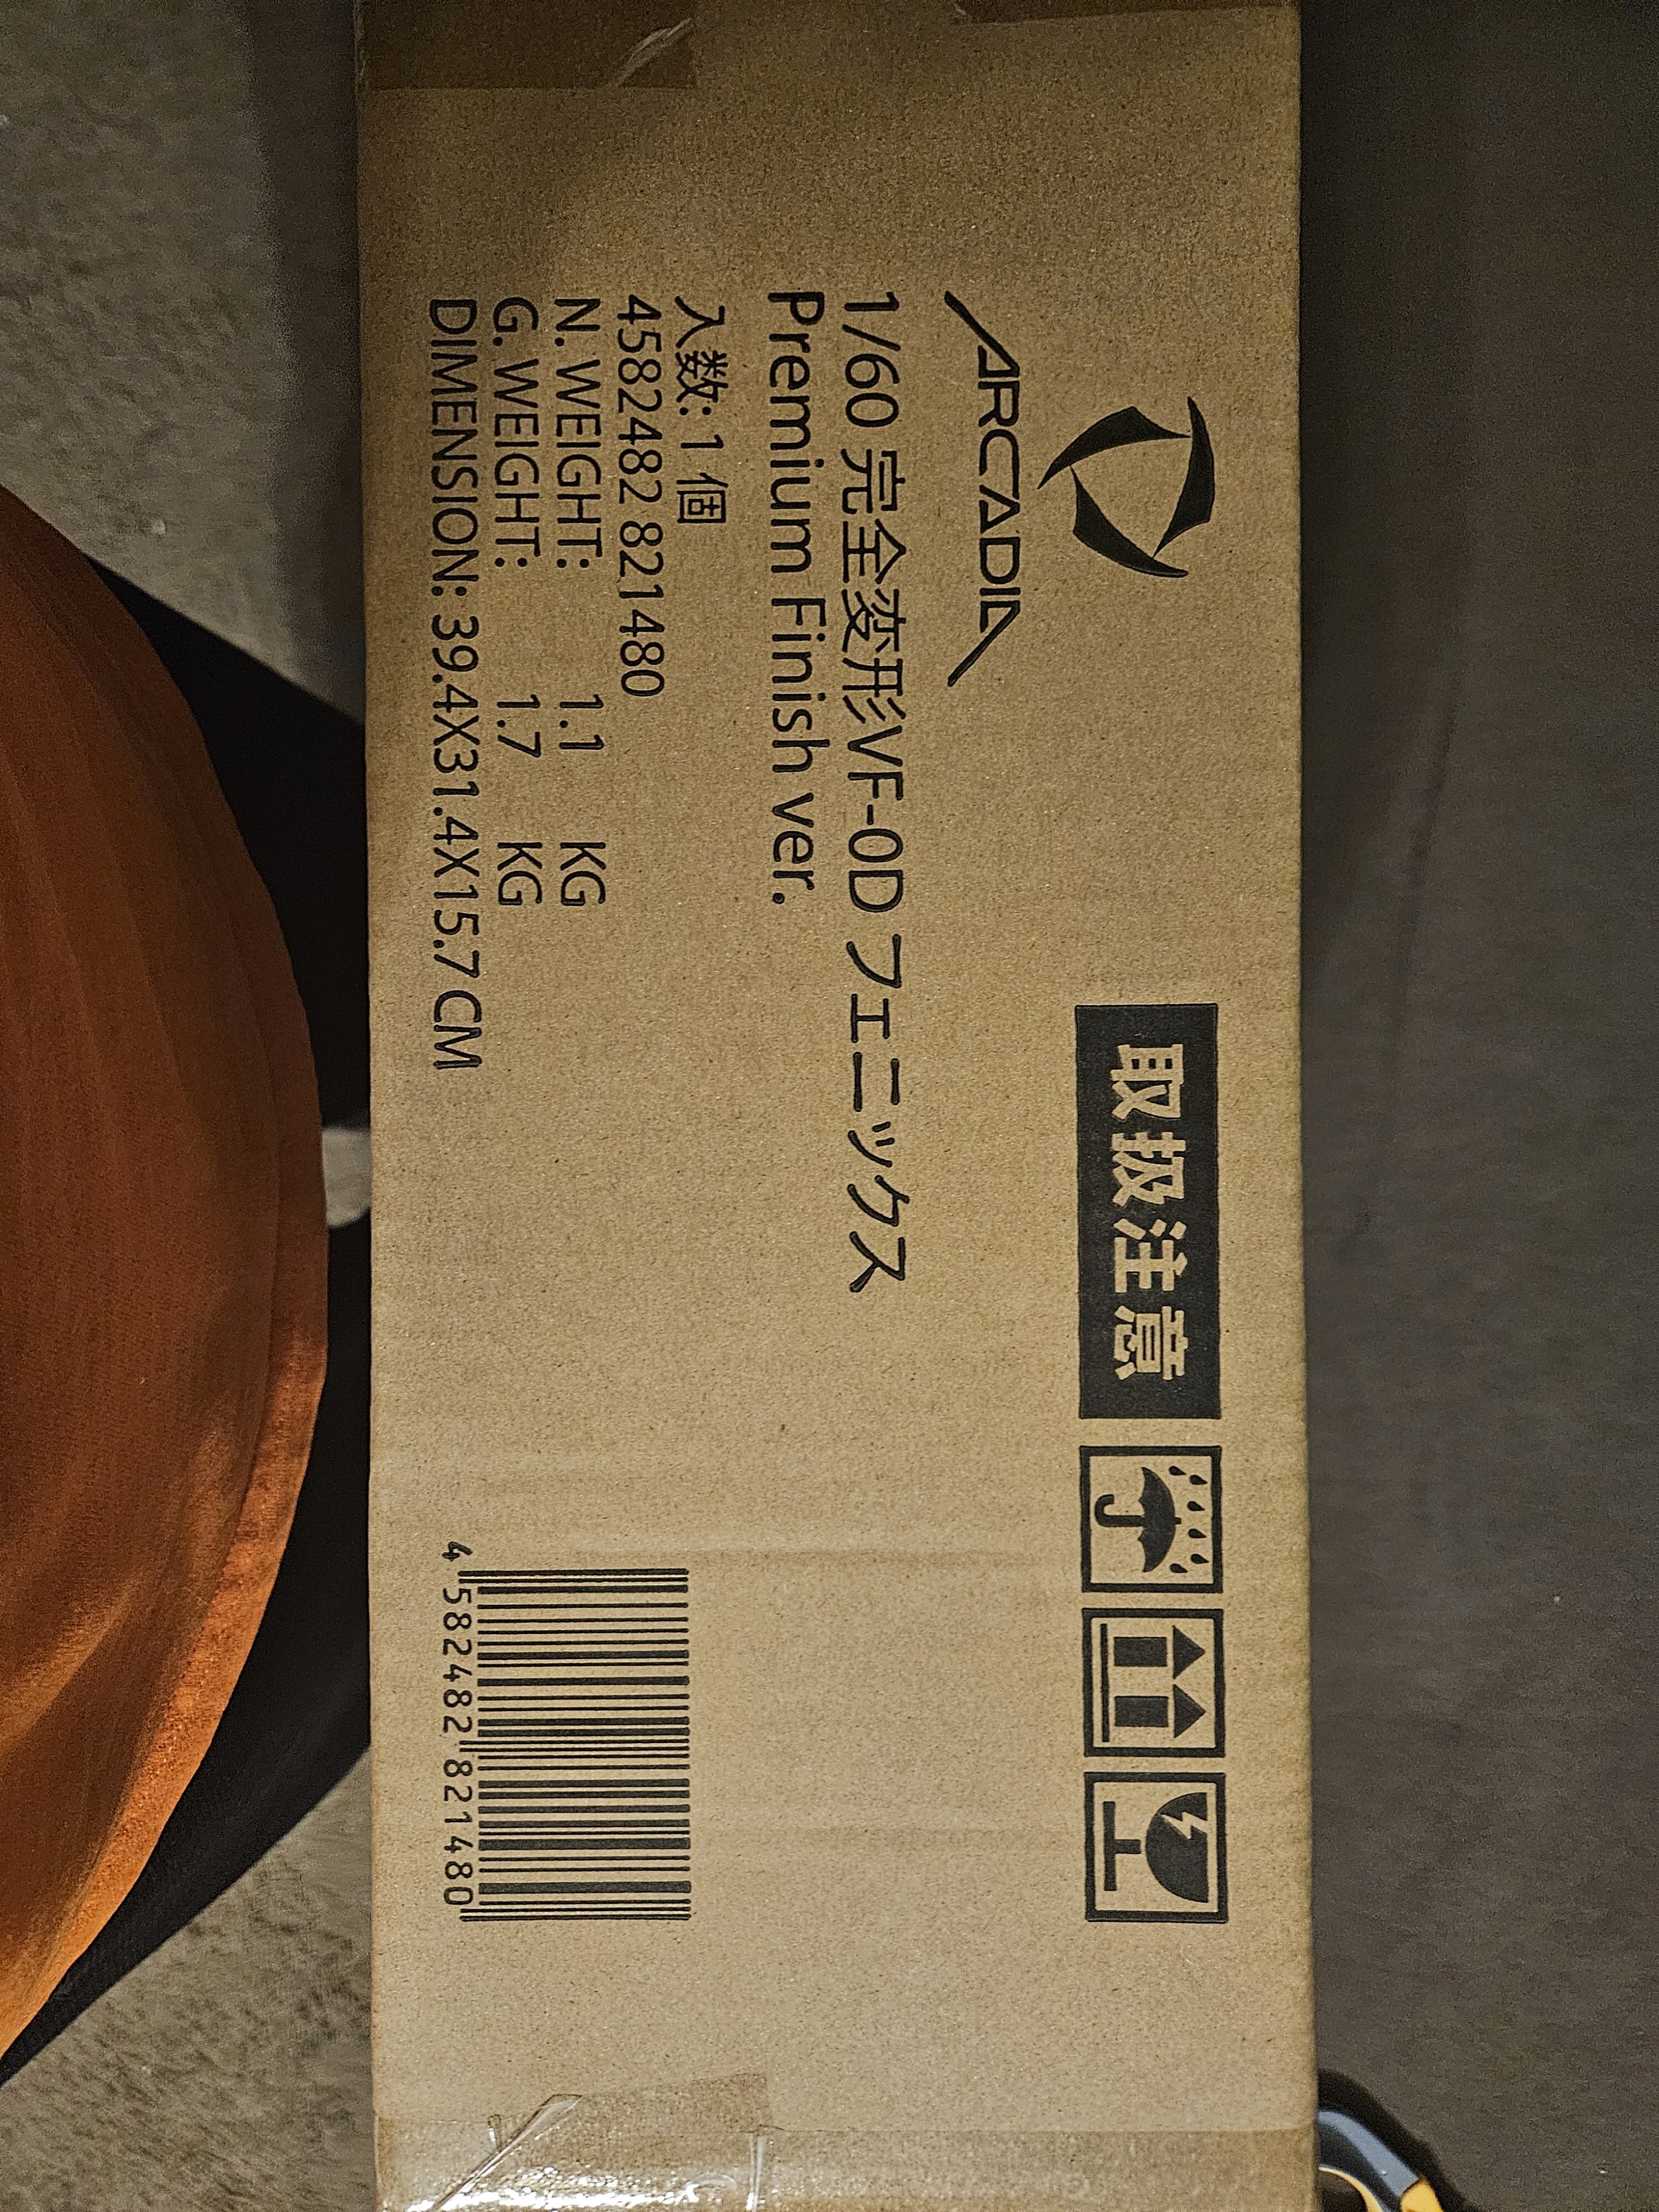 ARCADIA
取扱注意
1/60 完全変形VF-0D フェニックス
Premium Finish ver.
入数: 1 個
4582482 821480
N. WEIGHT: 1.1 KG
G. WEIGHT: 1.7 KG
DIMENSION: 39.4X31.4X15.7 CM
4 582482 821480